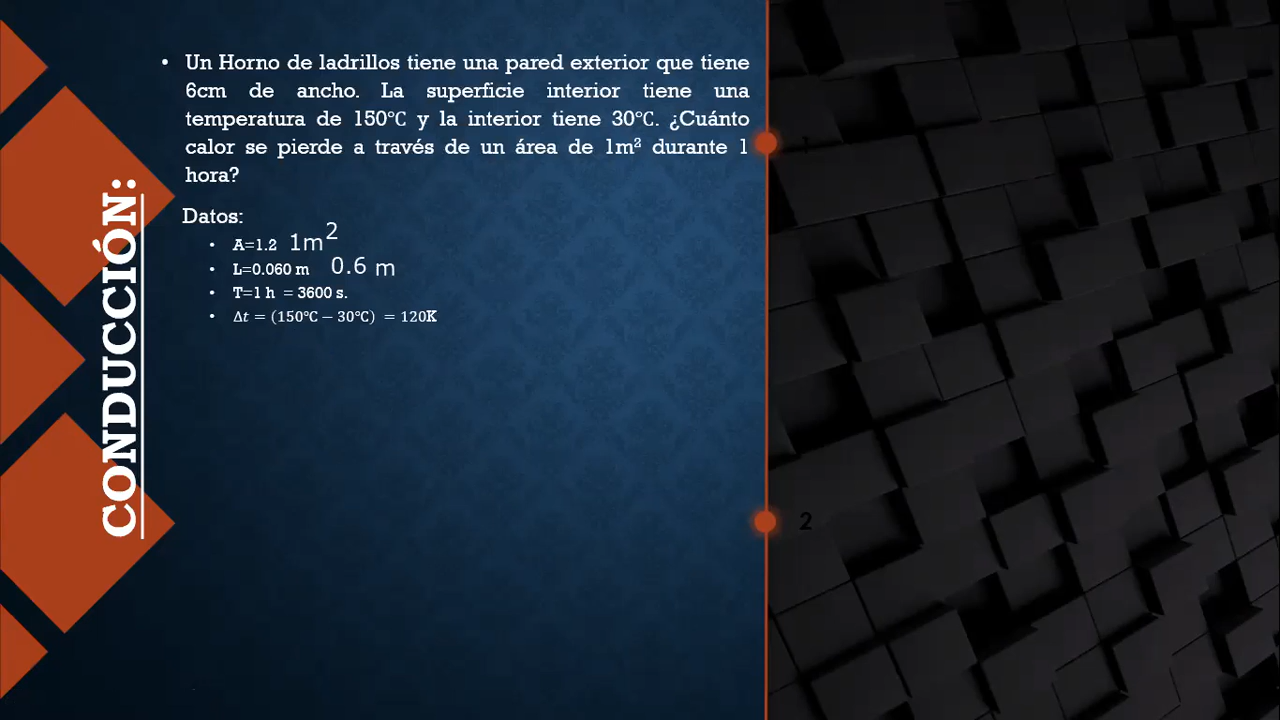 CONDUCCIÓN:
• Un Horno de ladrillos tiene una pared exterior que tiene
6cm de ancho. La superficie interior tiene una
temperatura de 150°C y la interior tiene 30°C. ¿Cuánto
calor se pierde a través de un área de 1m² durante 1
hora?
Datos:
• A=1.2 1m²
• L=0.060 m 0.6 m
• T=1 h = 3600 s.
• Δt = (150°C − 30°C) = 120K
1
2